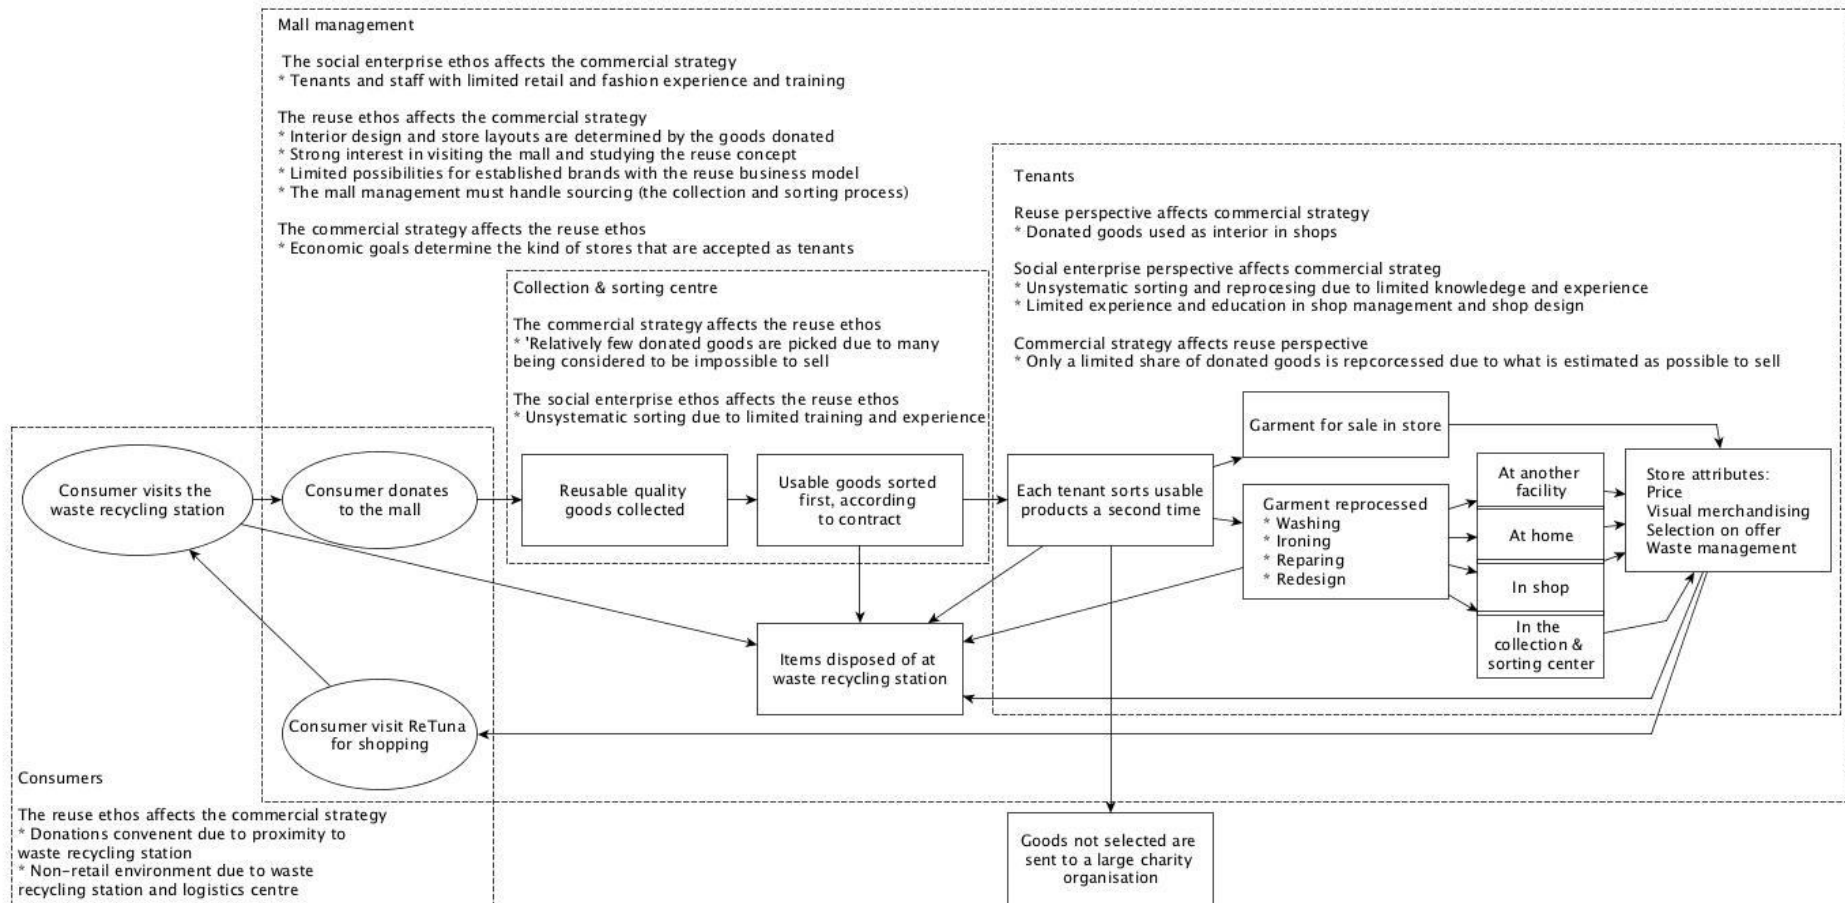 Mall management
The social enterprise ethos affects the commercial strategy
* Tenants and staff with limited retail and fashion experience and training
The reuse ethos affects the commercial strategy
* Interior design and store layouts are determined by the goods donated
* Strong interest in visiting the mall and studying the reuse concept
* Limited possibilities for established brands with the reuse business model
* The mall management must handle sourcing (the collection and sorting process)
The commercial strategy affects the reuse ethos
* Economic goals determine the kind of stores that are accepted as tenants
Collection & sorting centre
The commercial strategy affects the reuse ethos
* 'Relatively few donated goods are picked due to many
being considered to be impossible to sell
The social enterprise ethos affects the reuse ethos
* Unsystematic sorting due to limited training and experience
Tenants
Reuse perspective affects commercial strategy
* Donated goods used as interior in shops
Social enterprise perspective affects commercial strateg
* Unsystematic sorting and reprocesing due to limited knowledege and experience
* Limited experience and education in shop management and shop design
Commercial strategy affects reuse perspective
* Only a limited share of donated goods is repcorcessed due to what is estimated as possible to sell
Consumer visits the
waste recycling station
Consumer donates
to the mall
Reusable quality
goods collected
Usable goods sorted
first, according
to contract
Each tenant sorts usable
products a second time
Garment for sale in store
Garment reprocessed
* Washing
* Ironing
* Reparing
* Redesign
At another
facility
At home
In shop
In the
collection &
sorting center
Store attributes:
Price
Visual merchandising
Selection on offer
Waste management
Items disposed of at
waste recycling station
Consumer visit ReTuna
for shopping
Consumers
The reuse ethos affects the commercial strategy
* Donations convenent due to proximity to
waste recycling station
* Non-retail environment due to waste
recycling station and logistics centre
Goods not selected are
sent to a large charity
organisation